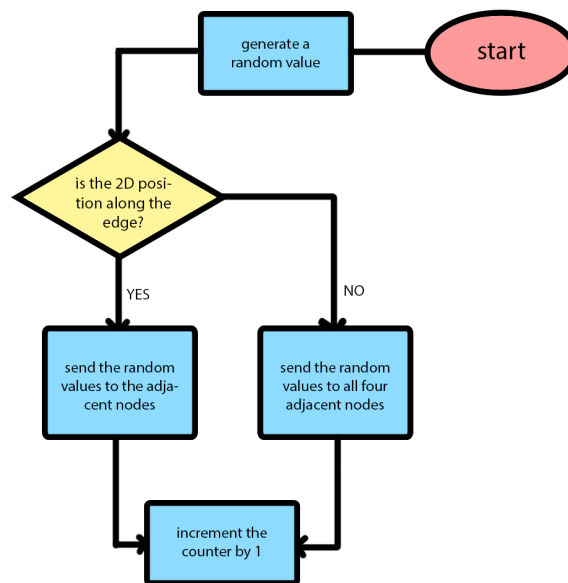 start
generate a
random value
is the 2D posi-
tion along the
edge?
YES
NO
send the random
values to the adja-
cent nodes
send the random
values to all four
adjacent nodes
increment the
counter by 1